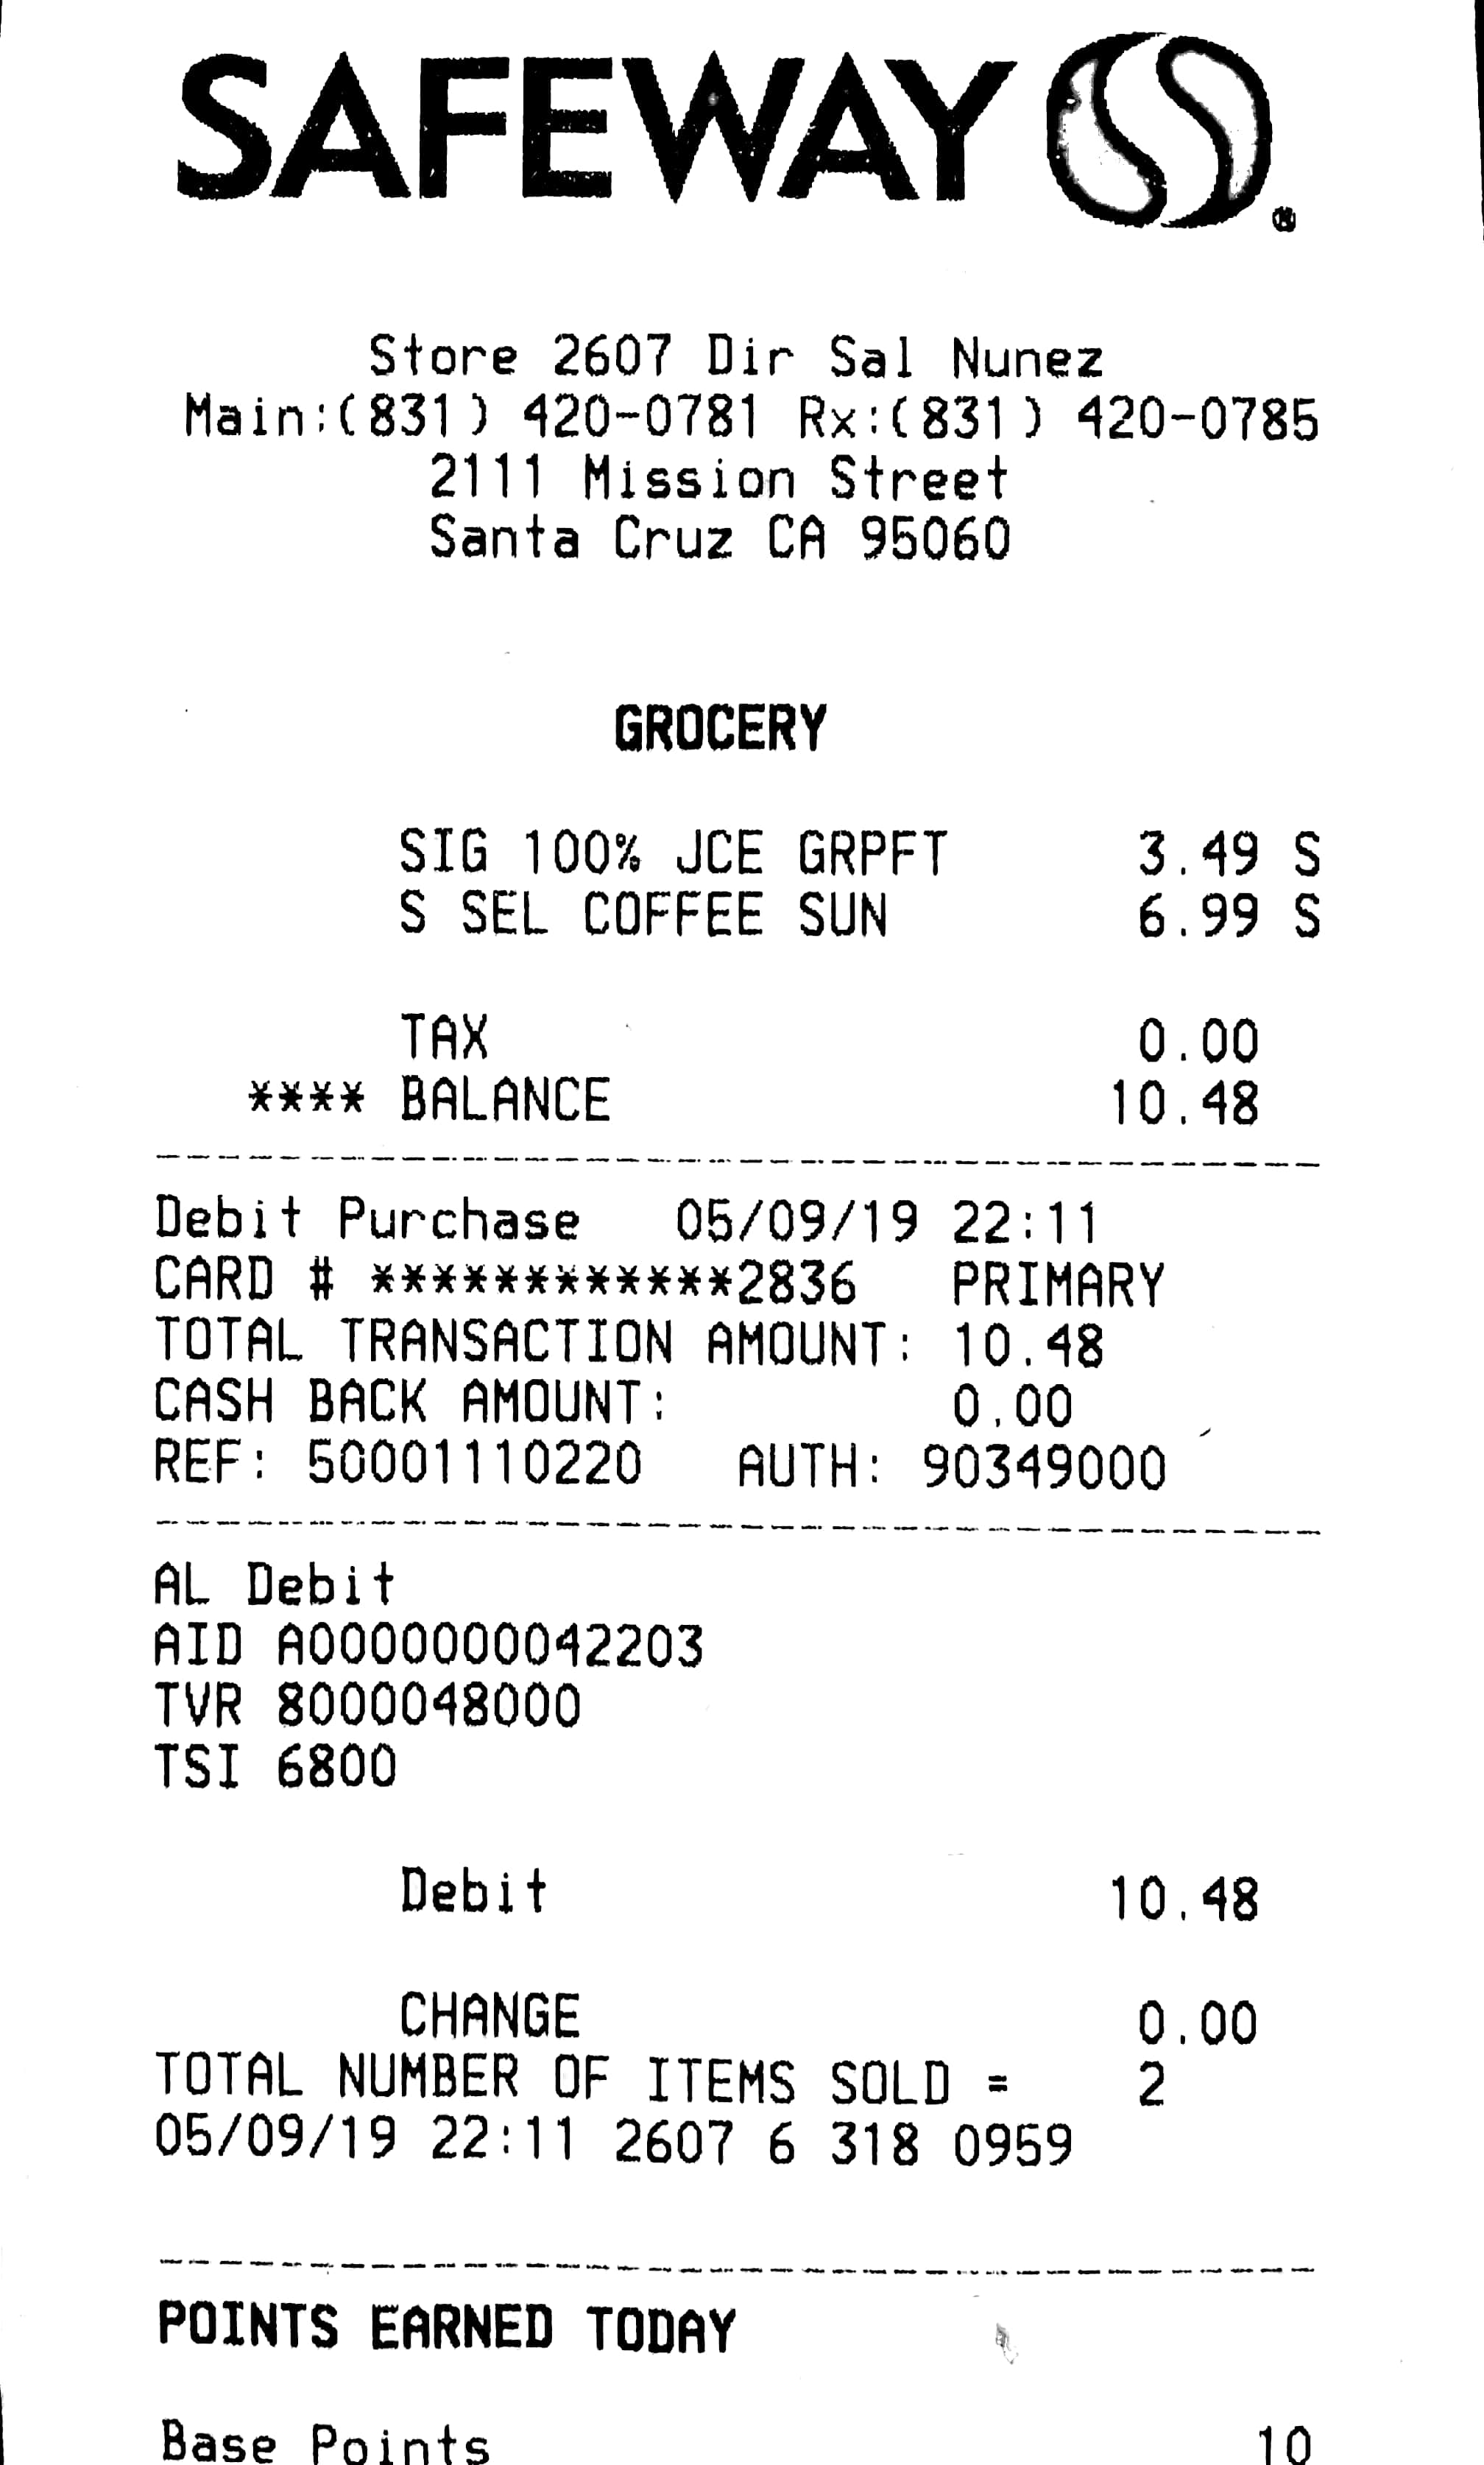 SAFEWAY
Store 2607 Dir Sal Nunez
Main:(831) 420-0781 Rx:(831) 420-0785
2111 Mission Street
Santa Cruz CA 95060
GROCERY
SIG 100% JCE GRPFT 3.49 S
S SEL COFFEE SUN 6.99 S
TAX 0.00
**** BALANCE 10.48
Debit Purchase 05/09/19 22:11
CARD # ************2836 PRIMARY
TOTAL TRANSACTION AMOUNT: 10.48
CASH BACK AMOUNT: 0.00
REF: 50001110220 AUTH: 90349000
AL Debit
AID A0000000042203
TVR 8000048000
TSI 6800
Debit 10.48
CHANGE 0.00
TOTAL NUMBER OF ITEMS SOLD = 2
05/09/19 22:11 2607 6 318 0959
POINTS EARNED TODAY
Base Points 10